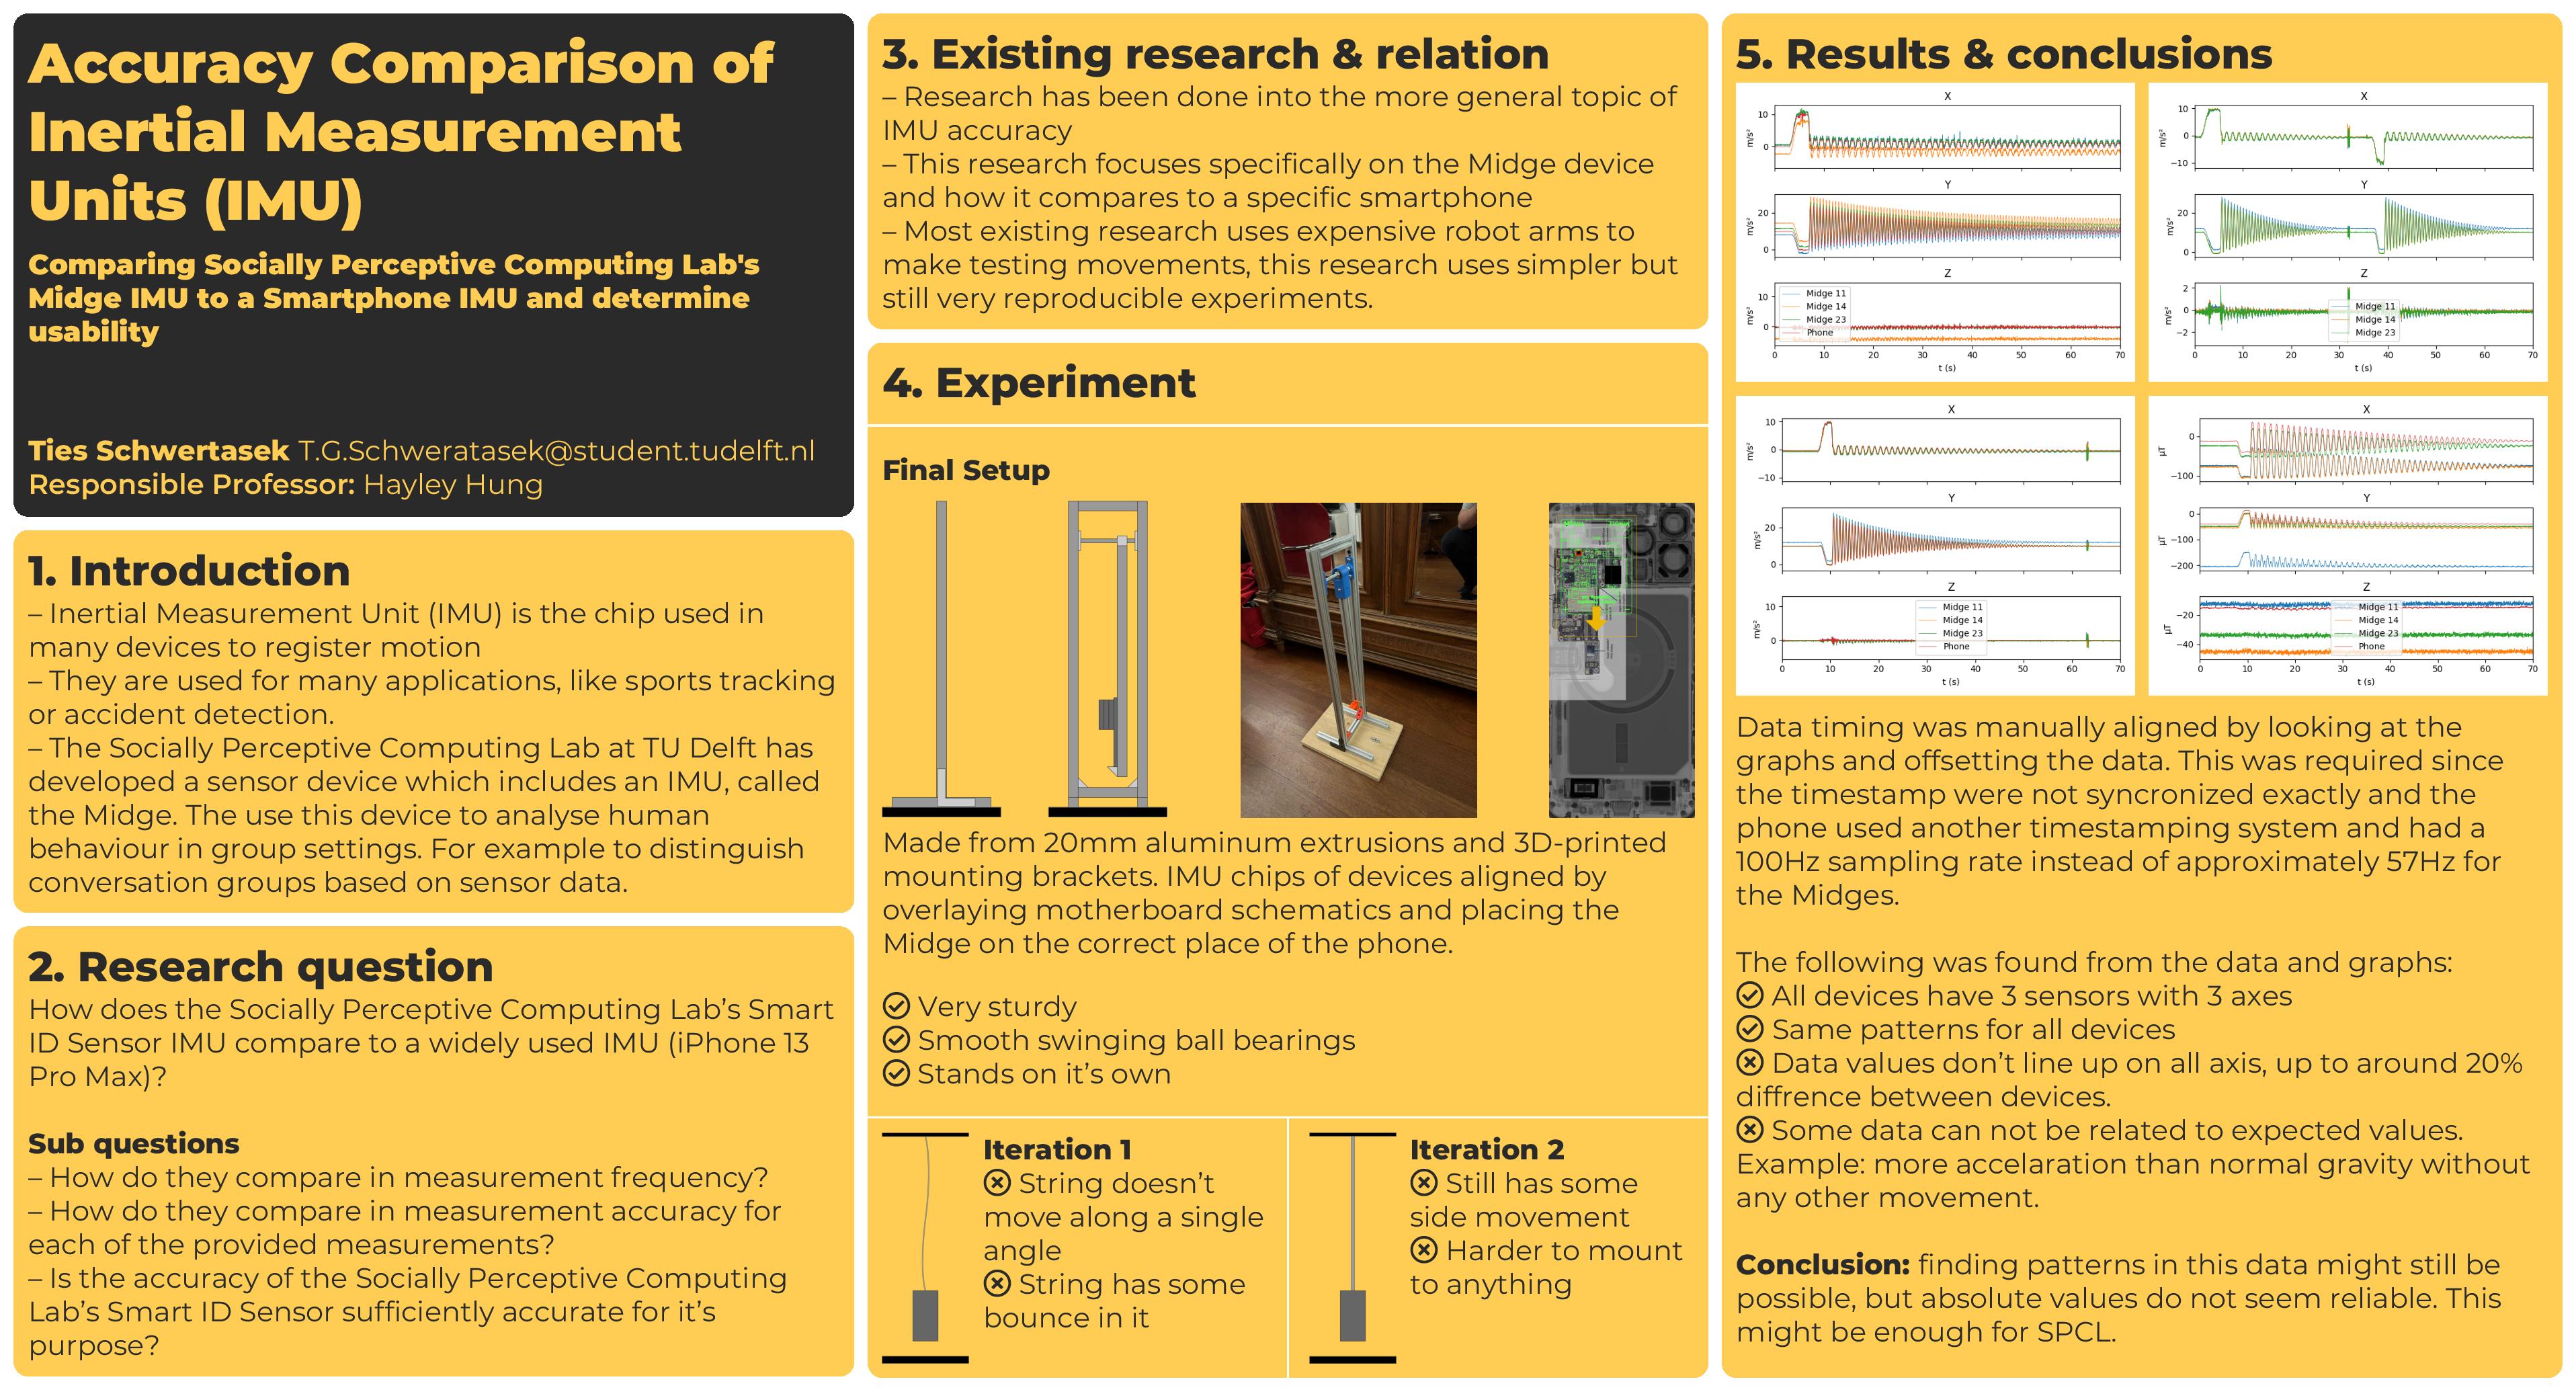 Accuracy Comparison of
Inertial Measurement
Units (IMU)
Comparing Socially Perceptive Computing Lab's
Midge IMU to a Smartphone IMU and determine
usability
Ties Schwertasek T.G.Schweratasek@student.tudelft.nl
Responsible Professor: Hayley Hung
1. Introduction
– Inertial Measurement Unit (IMU) is the chip used in
many devices to register motion
– They are used for many applications, like sports tracking
or accident detection.
– The Socially Perceptive Computing Lab at TU Delft has
developed a sensor device which includes an IMU, called
the Midge. The use this device to analyse human
behaviour in group settings. For example to distinguish
conversation groups based on sensor data.
2. Research question
How does the Socially Perceptive Computing Lab's Smart
ID Sensor IMU compare to a widely used IMU (iPhone 13
Pro Max)?
Sub questions
– How do they compare in measurement frequency?
– How do they compare in measurement accuracy for
each of the provided measurements?
– Is the accuracy of the Socially Perceptive Computing
Lab's Smart ID Sensor sufficiently accurate for it's
purpose?
3. Existing research & relation
– Research has been done into the more general topic of
IMU accuracy
– This research focuses specifically on the Midge device
and how it compares to a specific smartphone
– Most existing research uses expensive robot arms to
make testing movements, this research uses simpler but
still very reproducible experiments.
4. Experiment
Final Setup
Made from 20mm aluminum extrusions and 3D-printed
mounting brackets. IMU chips of devices aligned by
overlaying motherboard schematics and placing the
Midge on the correct place of the phone.
Very sturdy
Smooth swinging ball bearings
Stands on it's own
Iteration 1
String doesn't
move along a single
angle
String has some
bounce in it
Iteration 2
Still has some
side movement
Harder to mount
to anything
5. Results & conclusions
X
10
0
m/s²
Y
20
0
m/s²
Z
10
0
m/s²
Midge 11
Midge 14
Midge 23
Phone
0 10 20 30 40 50 60 70
t (s)
X
10
0
−10
m/s²
Y
20
0
m/s²
Z
2
0
−2
m/s²
Midge 11
Midge 14
Midge 23
0 10 20 30 40 50 60 70
t (s)
X
10
0
−10
m/s²
Y
20
0
m/s²
Z
10
0
m/s²
Midge 11
Midge 14
Midge 23
Phone
0 10 20 30 40 50 60 70
t (s)
X
0
−100
μT
Y
0
−100
−200
μT
Z
−20
−40
μT
Midge 11
Midge 14
Midge 23
Phone
0 10 20 30 40 50 60 70
t (s)
Data timing was manually aligned by looking at the
graphs and offsetting the data. This was required since
the timestamp were not syncronized exactly and the
phone used another timestamping system and had a
100Hz sampling rate instead of approximately 57Hz for
the Midges.
The following was found from the data and graphs:
All devices have 3 sensors with 3 axes
Same patterns for all devices
Data values don't line up on all axis, up to around 20%
diffrence between devices.
Some data can not be related to expected values.
Example: more accelaration than normal gravity without
any other movement.
Conclusion: finding patterns in this data might still be
possible, but absolute values do not seem reliable. This
might be enough for SPCL.